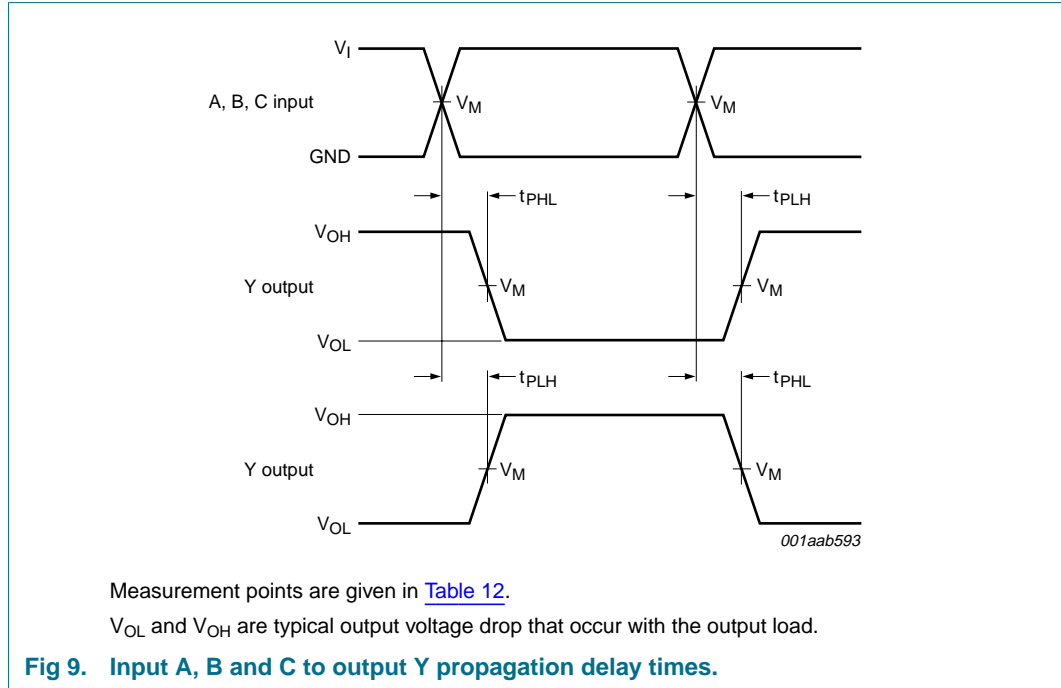 VI
A, B, C input
VM
VM
GND
tPHL
tPLH
VOH
Y output
VM
VM
VOL
tPLH
tPHL
VOH
Y output
VM
VM
VOL
001aab593
Measurement points are given in Table 12.
VOL and VOH are typical output voltage drop that occur with the output load.
Fig 9. Input A, B and C to output Y propagation delay times.